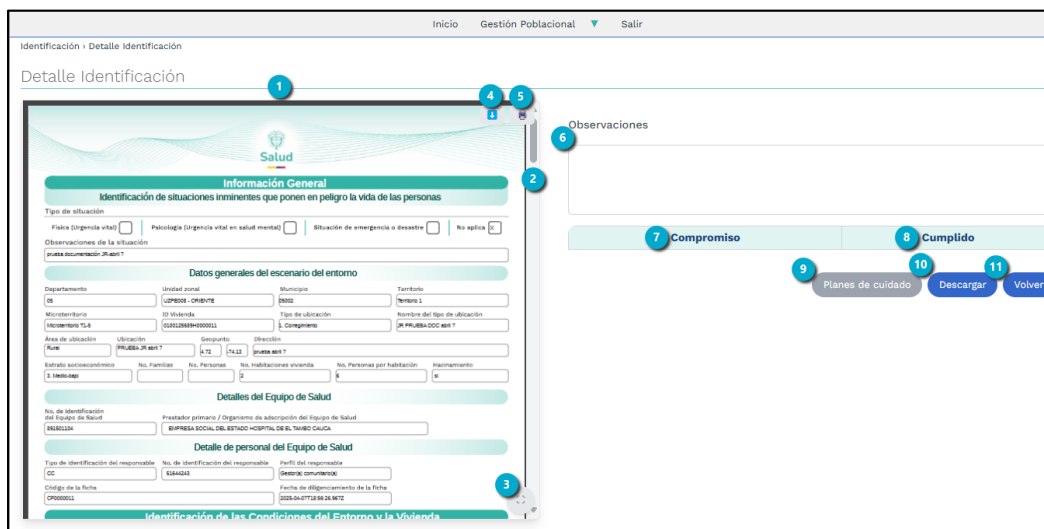 Inicio Gestión Poblacional ▼ Salir
Identificación › Detalle Identificación
Detalle Identificación
1
4
5
Salud
2
Información General
Identificación de situaciones inminentes que ponen en peligro la vida de las personas
Tipo de situación
Física (Urgencia vital) Psicología (Urgencia vital en salud mental) Situación de emergencia o desastre No aplica X
Observaciones de la situación
prueba documentación JR-abril 7
Datos generales del escenario del entorno
Departamento Unidad zonal Municipio Territorio
05 UZPE003 - ORIENTE 05002 Territorio 1
Microterritorio ID Vivienda Tipo de ubicación Nombre del tipo de ubicación
Microterritorio T1-5 1. Corregimiento JR PRUEBA DOC abril 7
Área de ubicación Ubicación Geopunto Dirección
Rural PRUEBA JR abril 7 4.72 -74.13 prueba abril 7
Estrato socioeconómico No. Familias No. Personas No. Habitaciones vivienda No. Personas por habitación Hacinamiento
3. Medio-bajo 2 6 si
Detalles del Equipo de Salud
No. de identificación
del Equipo de Salud Prestador primario / Organismo de adscripción del Equipo de Salud
891501104 EMPRESA SOCIAL DEL ESTADO HOSPITAL DE EL TAMBO CAUCA
Detalle de personal del Equipo de Salud
Tipo de identificación del responsable No. de identificación del responsable Perfil del responsable
CC 51644243 Gestor(a) comunitario(a)
Código de la ficha Fecha de diligenciamiento de la ficha
CF0000011 2025-04-07T18:56:26.967Z
3
Identificación de las Condiciones del Entorno y la Vivienda
Observaciones
6
7 Compromiso 8 Cumplido
9 10 11
Planes de cuidado Descargar Volver